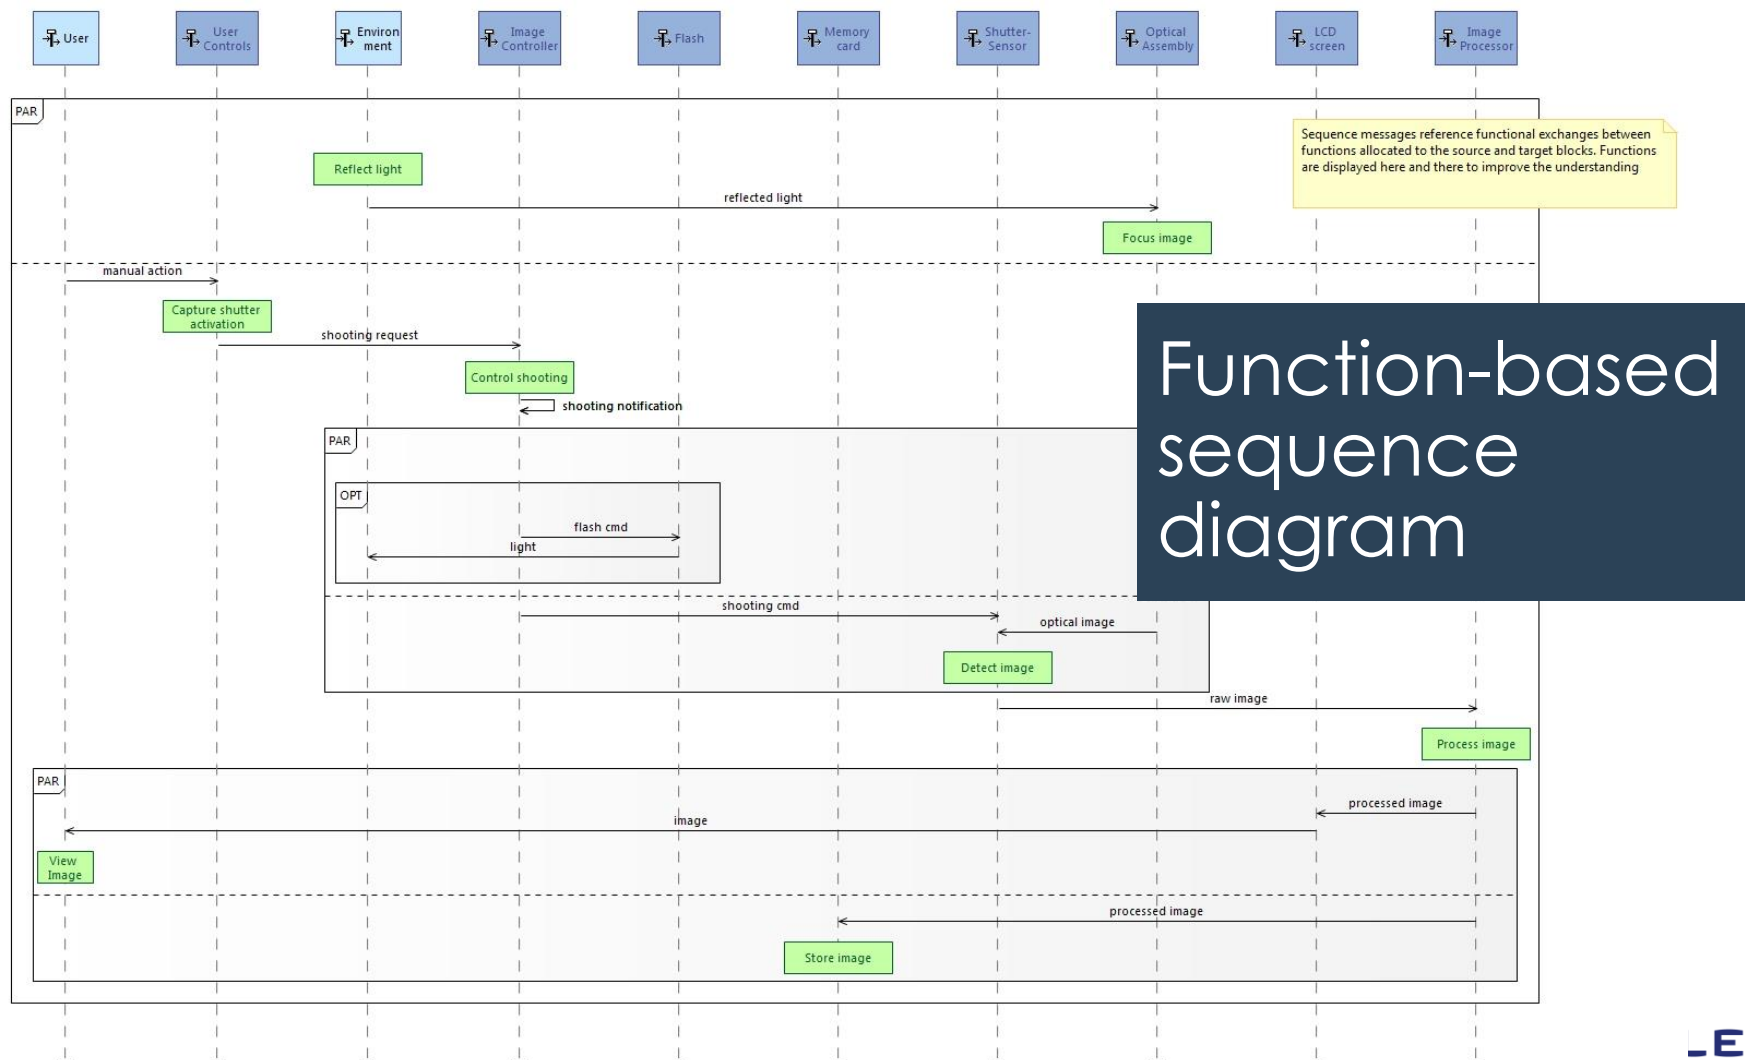 User
User
Controls
Environ
ment
Image
Controller
Flash
Memory
card
Shutter-
Sensor
Optical
Assembly
LCD
screen
Image
Processor
PAR
Sequence messages reference functional exchanges between
functions allocated to the source and target blocks. Functions
are displayed here and there to improve the understanding
Reflect light
reflected light
Focus image
manual action
Capture shutter
activation
shooting request
Control shooting
shooting notification
Function-based
sequence
diagram
PAR
OPT
flash cmd
light
shooting cmd
optical image
Detect image
raw image
Process image
PAR
processed image
image
View
Image
processed image
Store image
LE